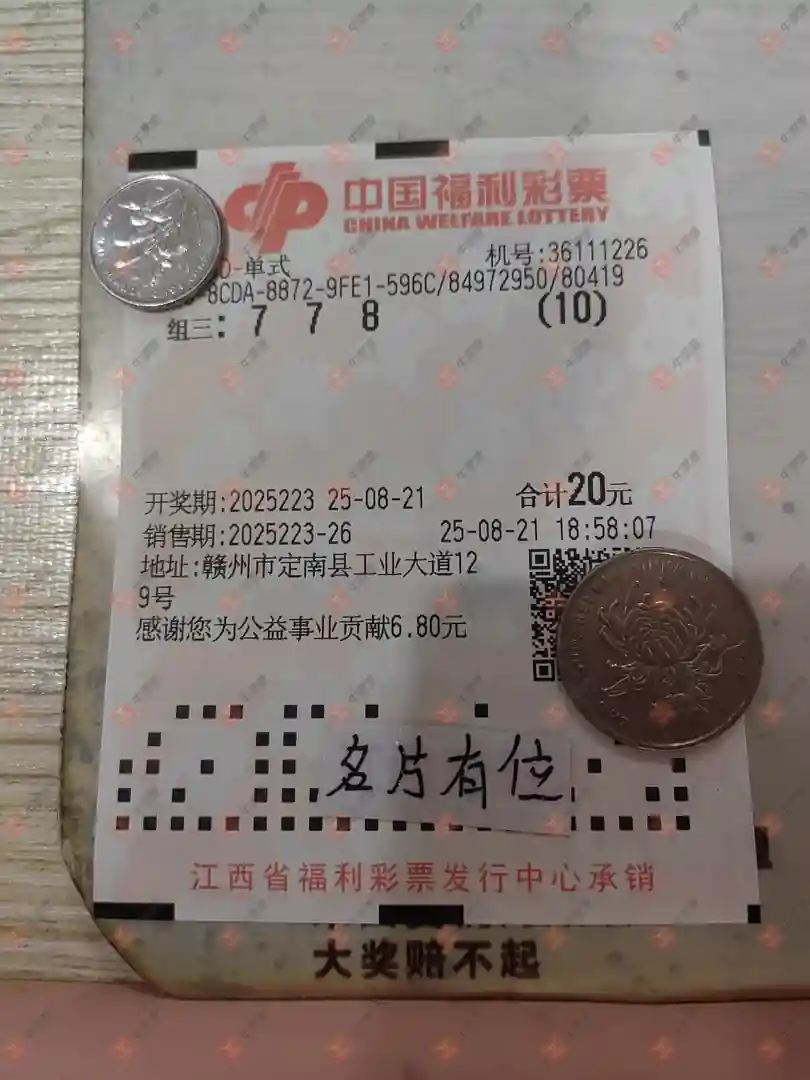 中国福利彩票
CHINA WELFARE LOTTERY
D-单式 机号:36111226
-8CDA-8872-9FE1-596C/84972950/80419
组三: 7 7 8 (10)
开奖期:2025223 25-08-21 合计20元
销售期:2025223-26 25-08-21 18:58:07
地址:赣州市定南县工业大道12
9号
感谢您为公益事业贡献6.80元
名片有位
江西省福利彩票发行中心承销
大奖赔不起